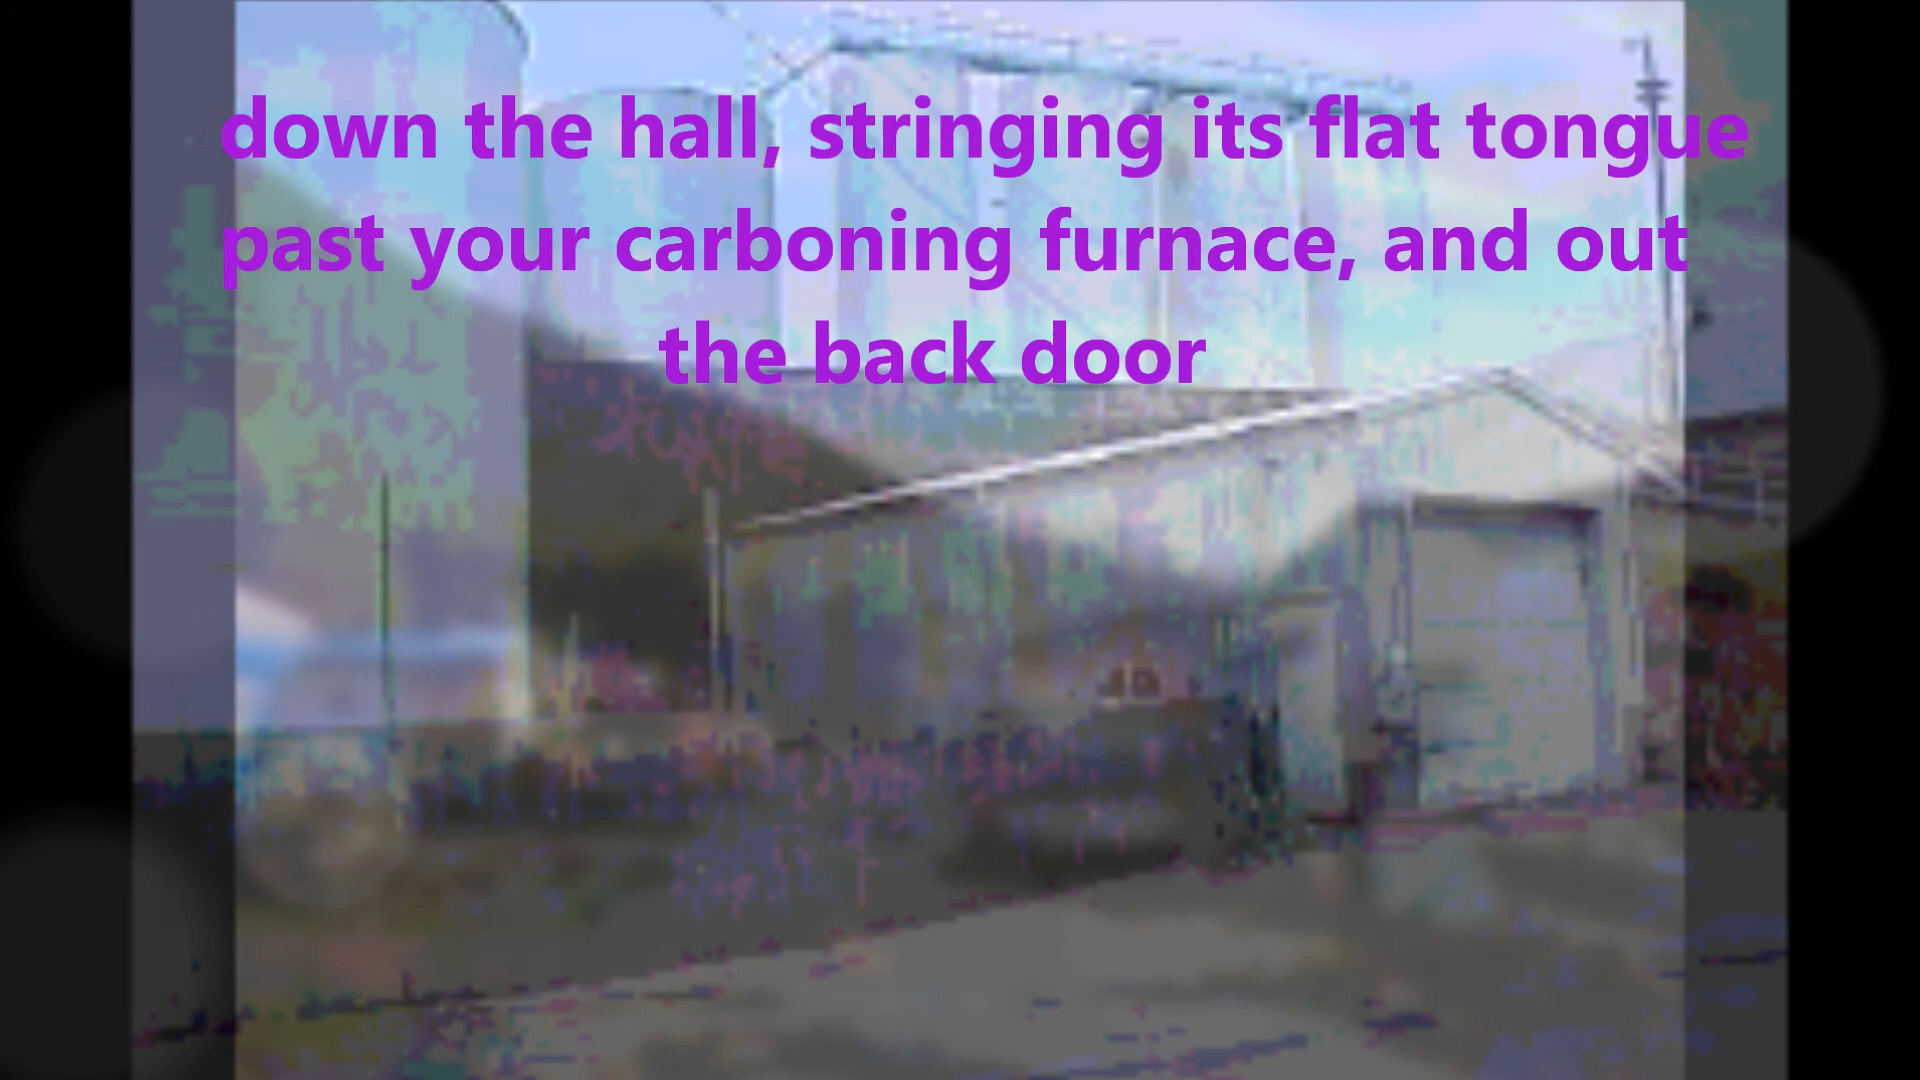 down the hall, stringing its flat tongue
past your carboning furnace, and out
the back door